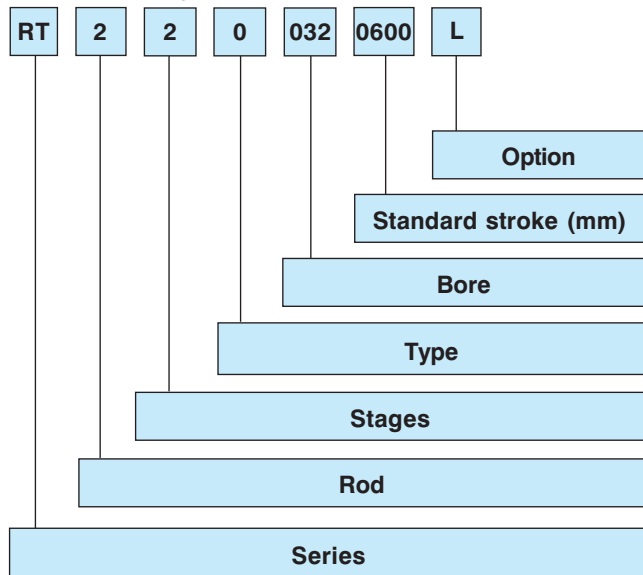 RT 2 2 0 032 0600 L
Option
Standard stroke (mm)
Bore
Type
Stages
Rod
Series